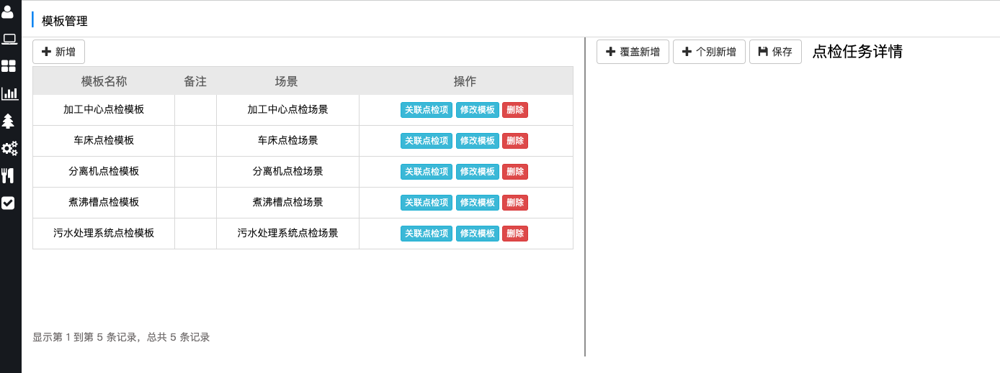 模板管理
新增
覆盖新增 个别新增 保存 点检任务详情
模板名称 备注 场景 操作
加工中心点检模板 加工中心点检场景 关联点检项 修改模板 删除
车床点检模板 车床点检场景 关联点检项 修改模板 删除
分离机点检模板 分离机点检场景 关联点检项 修改模板 删除
煮沸槽点检模板 煮沸槽点检场景 关联点检项 修改模板 删除
污水处理系统点检模板 污水处理系统点检场景 关联点检项 修改模板 删除
显示第 1 到第 5 条记录，总共 5 条记录